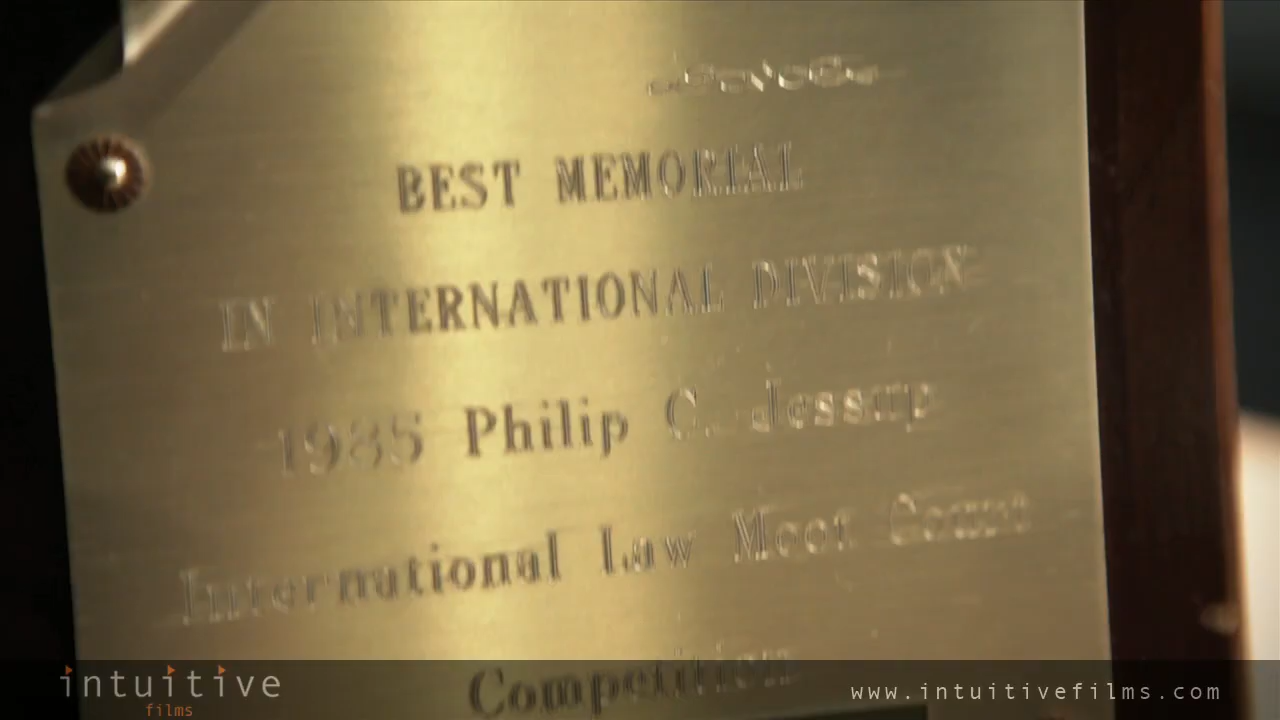 BEST MEMORIAL
IN INTERNATIONAL DIVISION
1985 Philip C. Jessup
International Law Moot Court
Competition
intuitive
films
www.intuitivefilms.com